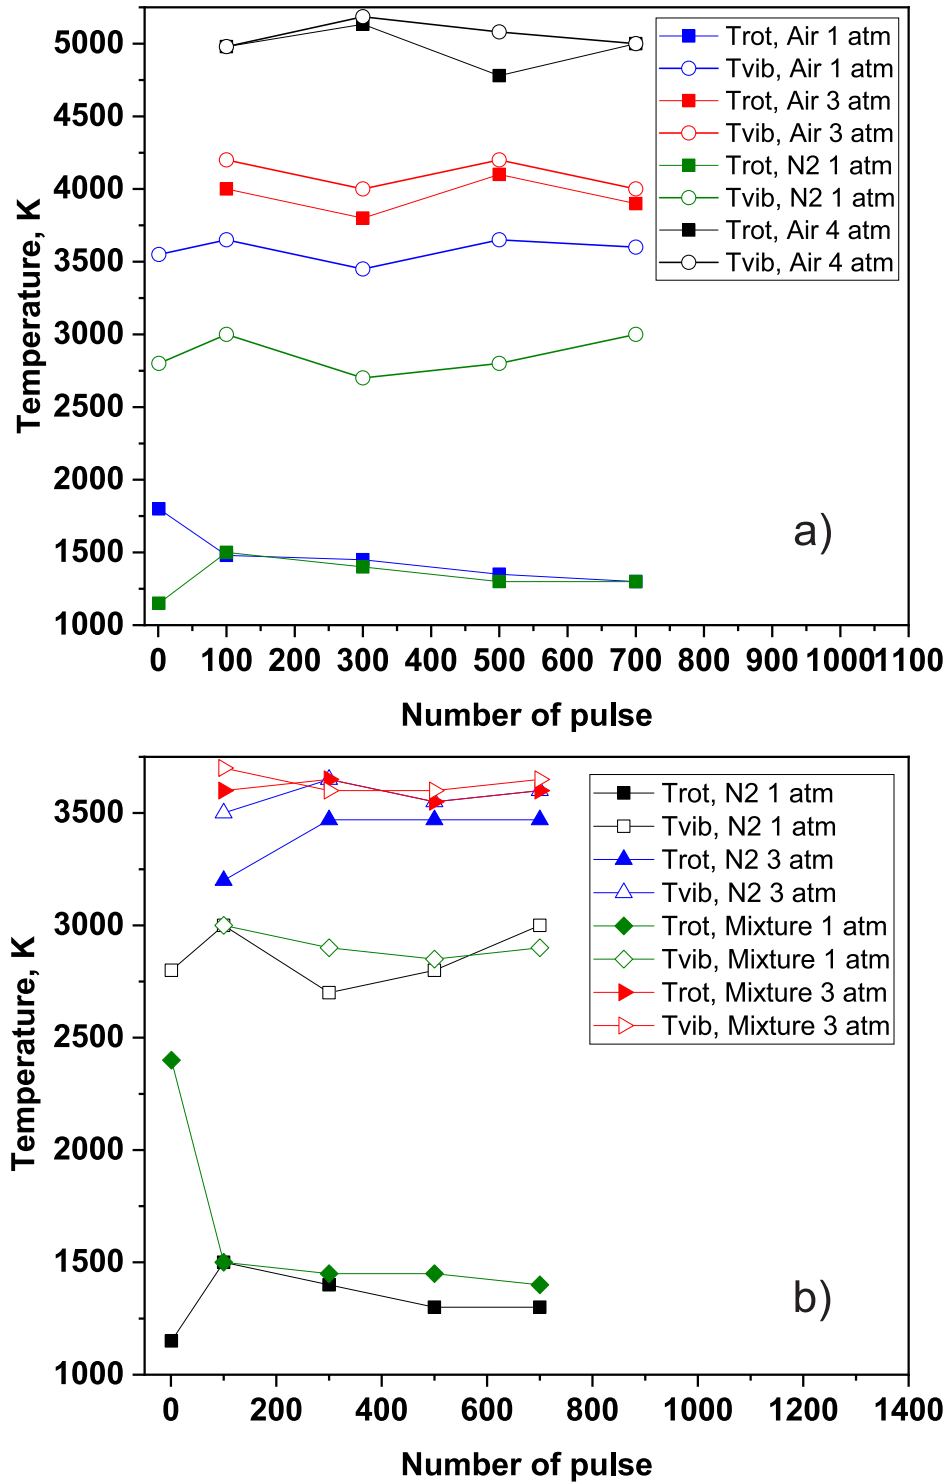 Temperature, K
5000
4500
4000
3500
3000
2500
2000
1500
1000
Trot, Air 1 atm
Tvib, Air 1 atm
Trot, Air 3 atm
Tvib, Air 3 atm
Trot, N2 1 atm
Tvib, N2 1 atm
Trot, Air 4 atm
Tvib, Air 4 atm
a)
0 100 200 300 400 500 600 700 800 900 1000 1100
Number of pulse
Temperature, K
3500
3000
2500
2000
1500
1000
Trot, N2 1 atm
Tvib, N2 1 atm
Trot, N2 3 atm
Tvib, N2 3 atm
Trot, Mixture 1 atm
Tvib, Mixture 1 atm
Trot, Mixture 3 atm
Tvib, Mixture 3 atm
b)
0 200 400 600 800 1000 1200 1400
Number of pulse